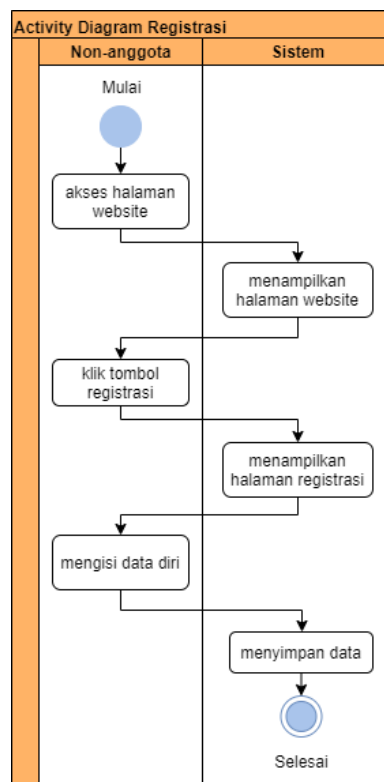 Activity Diagram Registrasi
Non-anggota
Sistem
Mulai
akses halaman
website
menampilkan
halaman website
klik tombol
registrasi
menampilkan
halaman registrasi
mengisi data diri
menyimpan data
Selesai